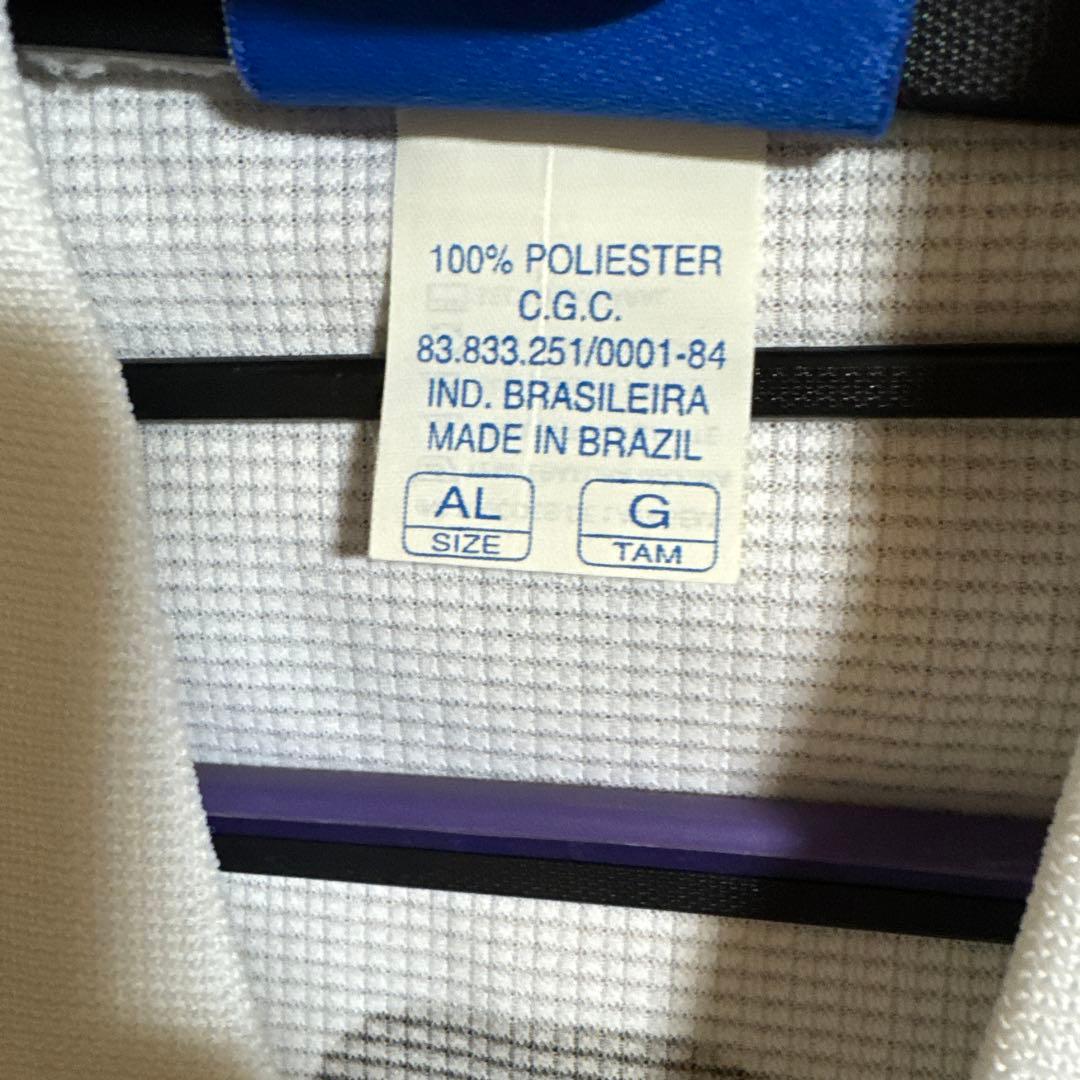 100% POLIESTER
C.G.C.
83.833.251/0001-84
IND. BRASILEIRA
MADE IN BRAZIL
AL G
SIZE TAM